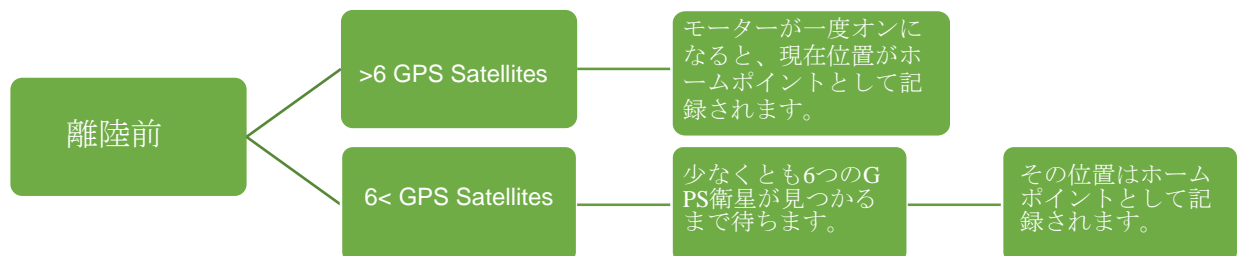 離陸前
>6 GPS Satellites
モーターが一度オンに
なると、現在位置がホ
ームポイントとして記
録されます。
6< GPS Satellites
少なくとも6つのG
PS衛星が見つかる
まで待ちます。
その位置はホーム
ポイントとして記
録されます。